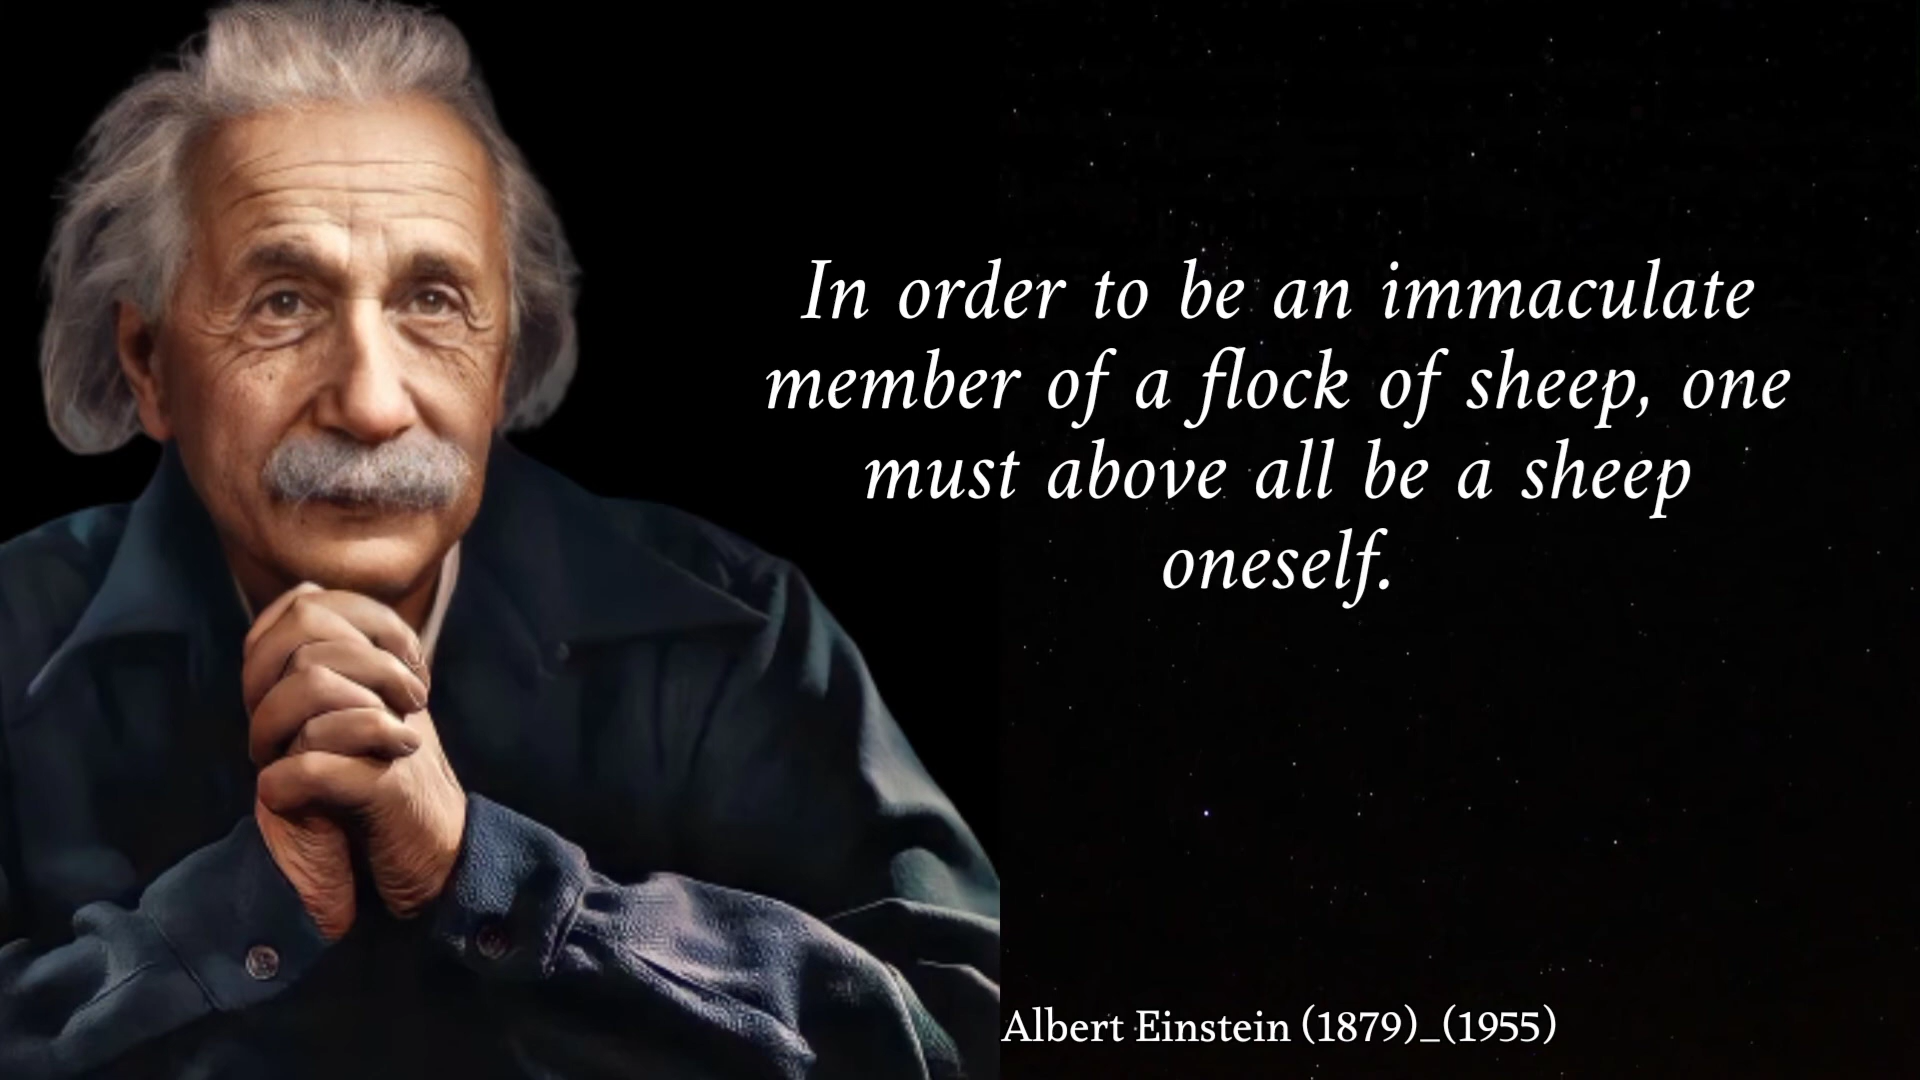 In order to be an immaculate
member of a flock of sheep, one
must above all be a sheep
oneself.
Albert Einstein (1879)_(1955)